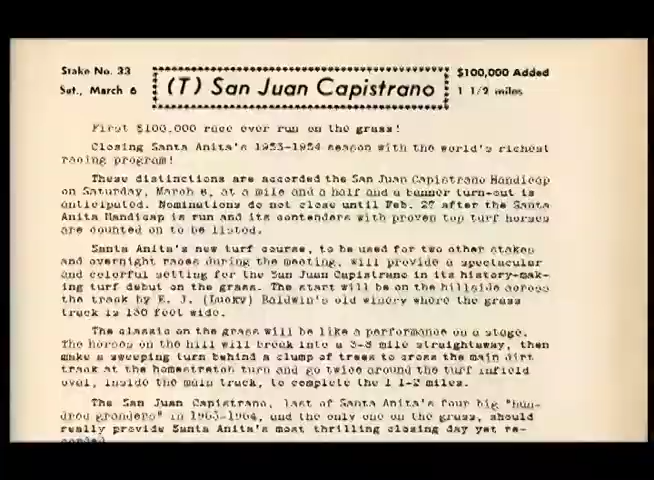 Stake No. 33
Sat., March 6
(T) San Juan Capistrano
$100,000 Added
1 1/2 miles
First $100,000 race ever run on the grass!
Closing Santa Anita's 1953-1954 season with the world's richest
racing program!
These distinctions are accorded the San Juan Capistrano Handicap
on Saturday, March 6, at a mile and a half and a banner turn-out is
anticipated. Nominations do not close until Feb. 27 after the Santa
Anita Handicap is run and its contenders with proven top turf horses
are counted on to be listed.
Santa Anita's new turf course, to be used for two other stakes
and overnight races during the meeting, will provide a spectacular
and colorful setting for the San Juan Capistrano in its history-mak-
ing turf debut on the grass. The start will be on the hillside across
the track by E. J. (Lucky) Baldwin's old winery where the grass
track is 130 feet wide.
The classic on the grass will be like a performance on a stage.
The horses on the hill will break into a 3-8 mile straightaway, then
make a sweeping turn behind a clump of trees to cross the main dirt
track at the homestretch turn and go twice around the turf infield
oval, inside the main track, to complete the 1 1-2 miles.
The San Juan Capistrano, last of Santa Anita's four big "hun-
dred granders" in 1953-1954, and the only one on the grass, should
really provide Santa Anita's most thrilling closing day yet re-
corded.